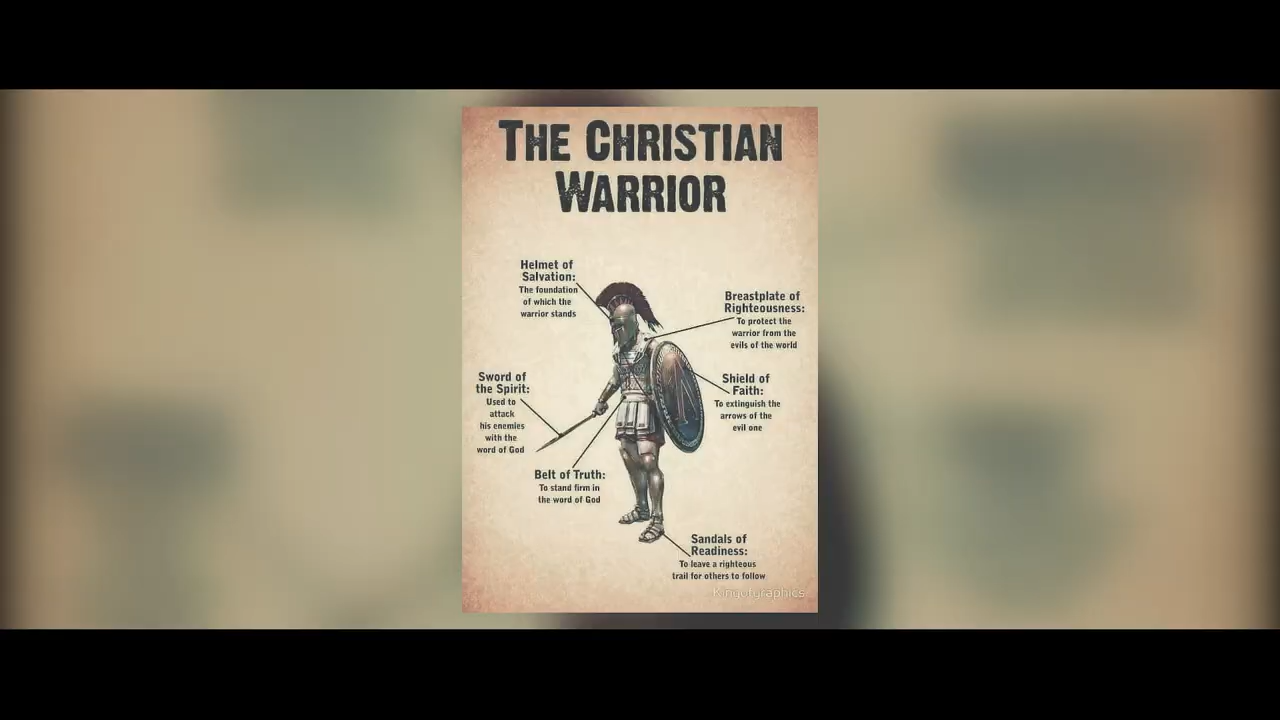 THE CHRISTIAN
WARRIOR
Helmet of
Salvation:
The foundation
of which the
warrior stands
Breastplate of
Righteousness:
To protect the
warrior from the
evils of the world
Sword of
the Spirit:
Used to
attack
his enemies
with the
word of God
Shield of
Faith:
To extinguish the
arrows of the
evil one
Belt of Truth:
To stand firm in
the word of God
Sandals of
Readiness:
To leave a righteous
trail for others to follow